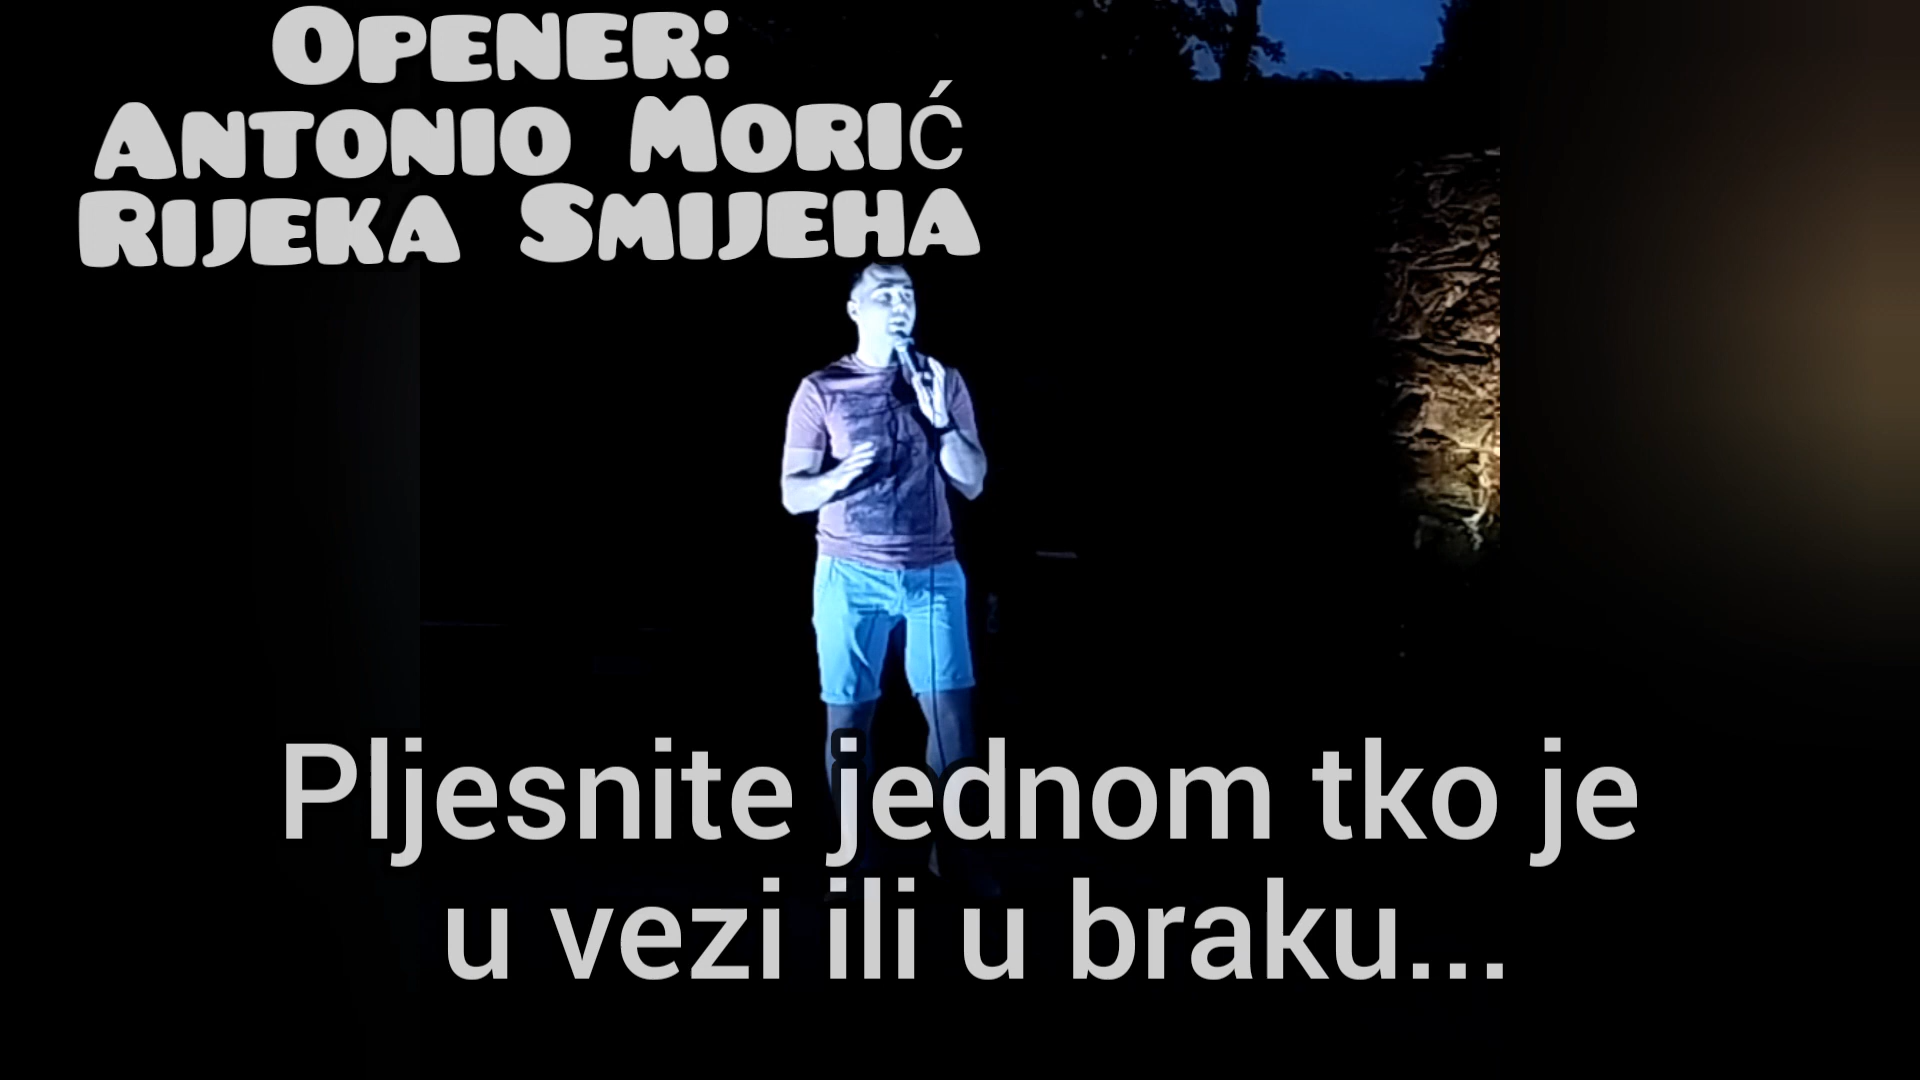 Opener:
Antonio Morić
Rijeka Smijeha
Pljesnite jednom tko je
u vezi ili u braku...